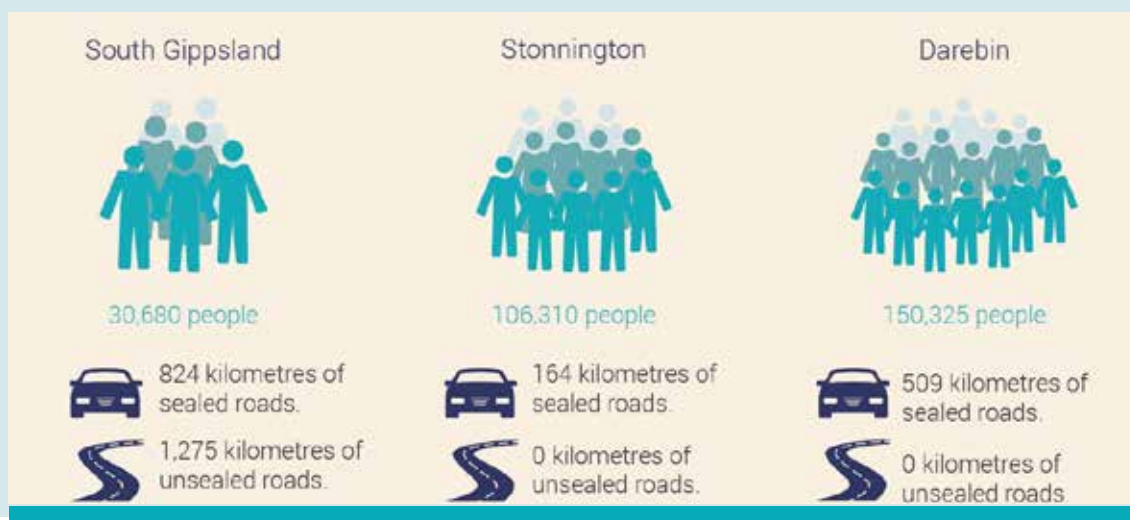 South Gippsland
30,680 people
824 kilometres of
sealed roads.
1,275 kilometres of
unsealed roads.
Stonnington
106,310 people
164 kilometres of
sealed roads.
0 kilometres of
unsealed roads.
Darebin
150,325 people
509 kilometres of
sealed roads.
0 kilometres of
unsealed roads